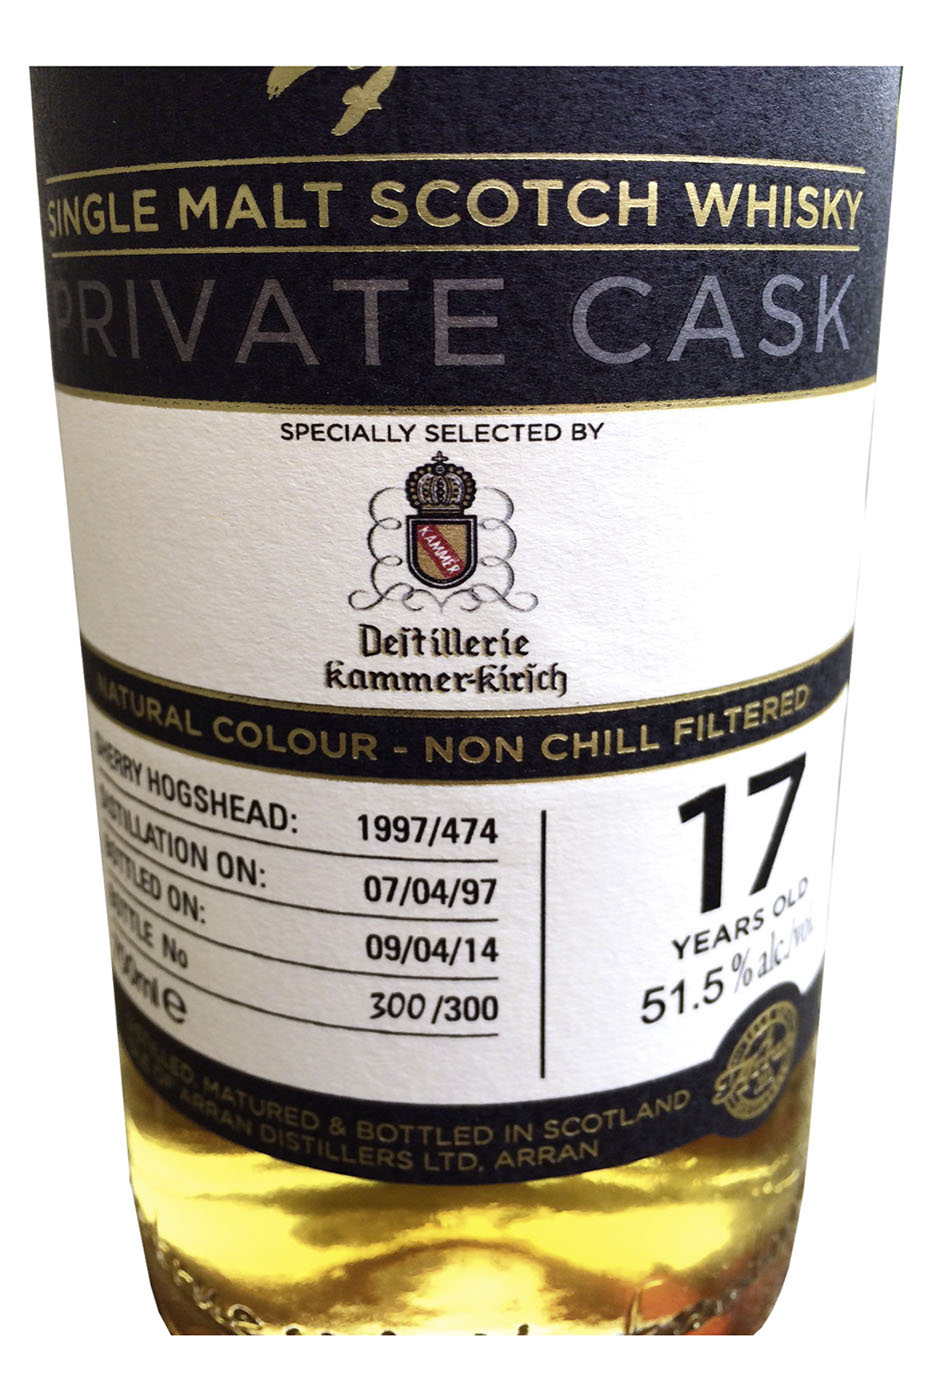 SINGLE MALT SCOTCH WHISKY
PRIVATE CASK
SPECIALLY SELECTED BY
KAMMER
Deſtillerie
Kammer-Kirſch
NATURAL COLOUR - NON CHILL FILTERED
SHERRY HOGSHEAD: 1997/474
DISTILLATION ON: 07/04/97
BOTTLED ON: 09/04/14
BOTTLE No 300/300
700ml e
17
YEARS OLD
51.5 % alc./vol.
DISTILLED, MATURED & BOTTLED IN SCOTLAND
OF ARRAN DISTILLERS LTD, ARRAN